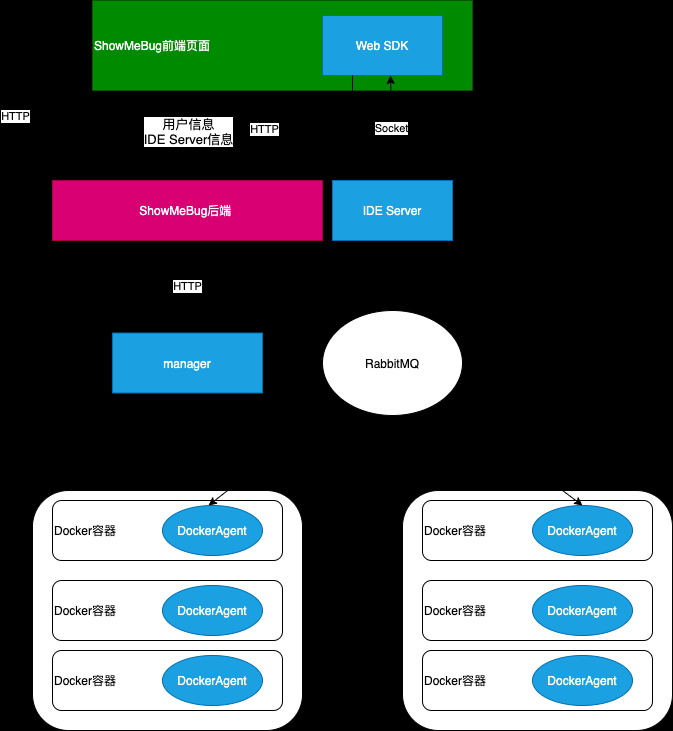 ShowMeBug前端页面
Web SDK
HTTP
用户信息
IDE Server信息
HTTP
Socket
ShowMeBug后端
IDE Server
HTTP
manager
RabbitMQ
Docker容器
DockerAgent
Docker容器
DockerAgent
Docker容器
DockerAgent
Docker容器
DockerAgent
Docker容器
DockerAgent
Docker容器
DockerAgent